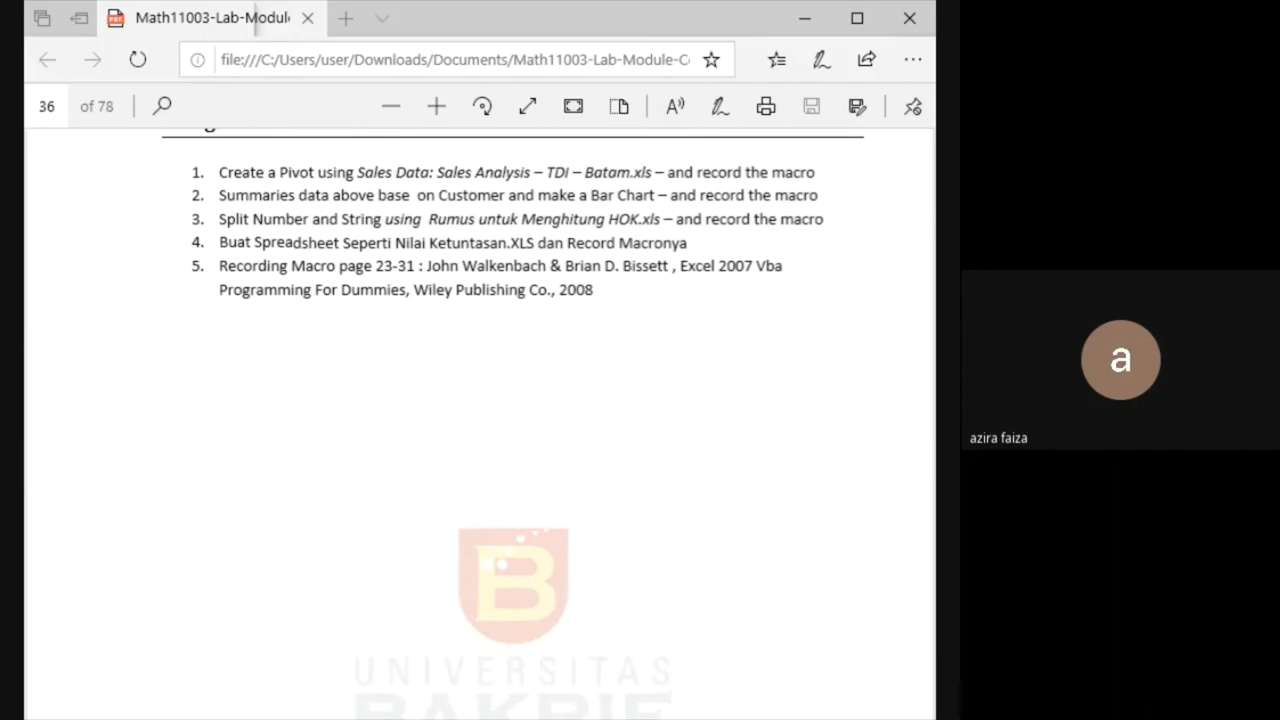 Math11003-Lab-Modul
file:///C:/Users/user/Downloads/Documents/Math11003-Lab-Module-C
36 of 78
1. Create a Pivot using Sales Data: Sales Analysis – TDI – Batam.xls – and record the macro
2. Summaries data above base on Customer and make a Bar Chart – and record the macro
3. Split Number and String using Rumus untuk Menghitung HOK.xls – and record the macro
4. Buat Spreadsheet Seperti Nilai Ketuntasan.XLS dan Record Macronya
5. Recording Macro page 23-31 : John Walkenbach & Brian D. Bissett , Excel 2007 Vba
Programming For Dummies, Wiley Publishing Co., 2008
B
UNIVERSITAS
BAKRIE
a
azira faiza